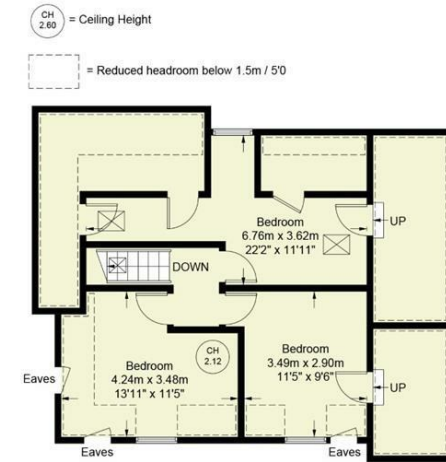 CH
2.60
= Ceiling Height
= Reduced headroom below 1.5m / 5'0
Bedroom
6.76m x 3.62m
22'2" x 11'11"
UP
DOWN
Bedroom
4.24m x 3.48m
13'11" x 11'5"
CH
2.12
Bedroom
3.49m x 2.90m
11'5" x 9'6"
UP
Eaves
Eaves
Eaves